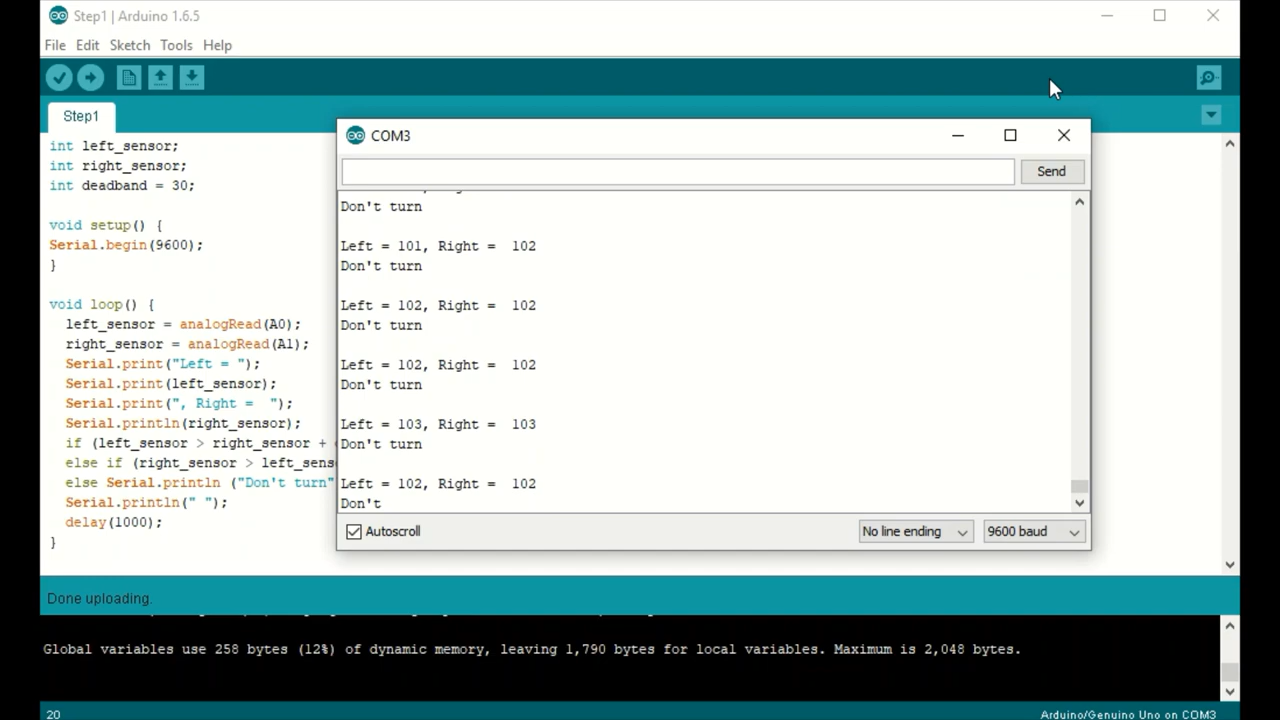 Step1 | Arduino 1.6.5
File Edit Sketch Tools Help
Step1
int left_sensor;
int right_sensor;
int deadband = 30;
void setup() {
Serial.begin(9600);
}
void loop() {
left_sensor = analogRead(A0);
right_sensor = analogRead(A1);
Serial.print("Left = ");
Serial.print(left_sensor);
Serial.print(", Right =  ");
Serial.println(right_sensor);
if (left_sensor > right_sensor +
else if (right_sensor > left_sens
else Serial.println ("Don't turn"
Serial.println(" ");
delay(1000);
}
COM3
Send
Don't turn
Left = 101, Right =  102
Don't turn
Left = 102, Right =  102
Don't turn
Left = 102, Right =  102
Don't turn
Left = 103, Right =  103
Don't turn
Left = 102, Right =  102
Don't
Autoscroll
No line ending
9600 baud
Done uploading.
Global variables use 258 bytes (12%) of dynamic memory, leaving 1,790 bytes for local variables. Maximum is 2,048 bytes.
20
Arduino/Genuino Uno on COM3